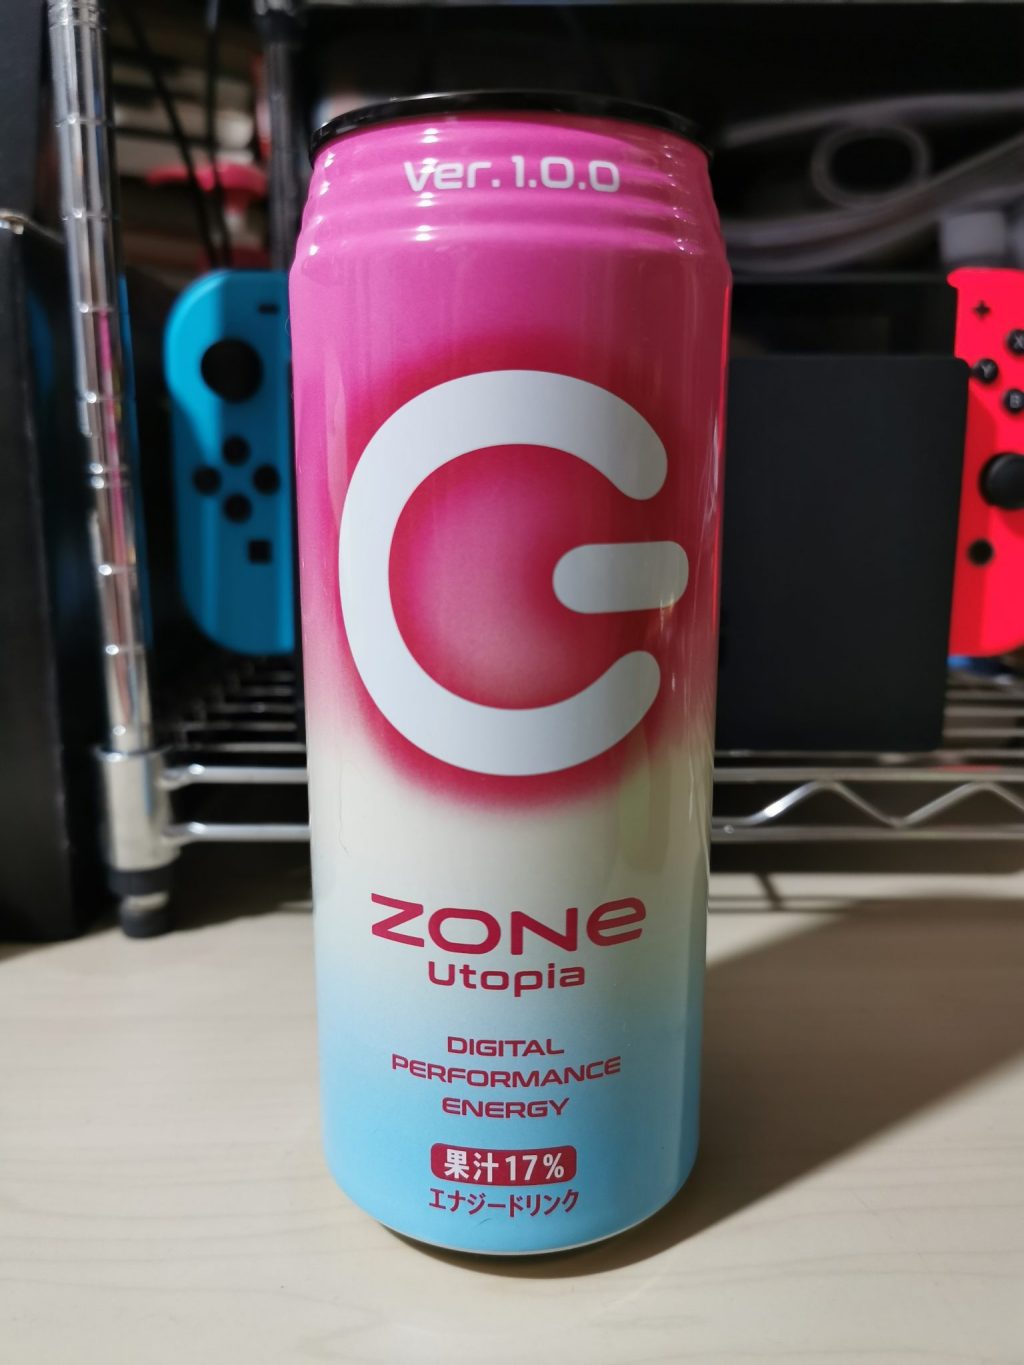 ver.1.0.0
ZONe
Utopia
DIGITAL
PERFORMANCE
ENERGY
果汁17%
エナジードリンク
X
Y
B